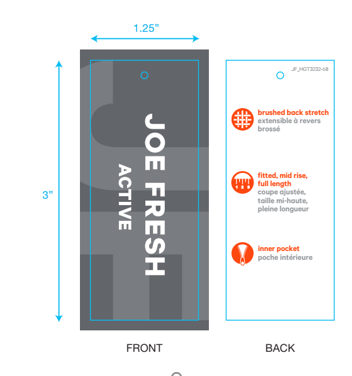 1.25"
3"
JOE FRESH
ACTIVE
JF_HGT3232-68
brushed back stretch
extensible à revers
brossé
fitted, mid rise,
full length
coupe ajustée,
taille mi-haute,
pleine longueur
inner pocket
poche intérieure
FRONT
BACK